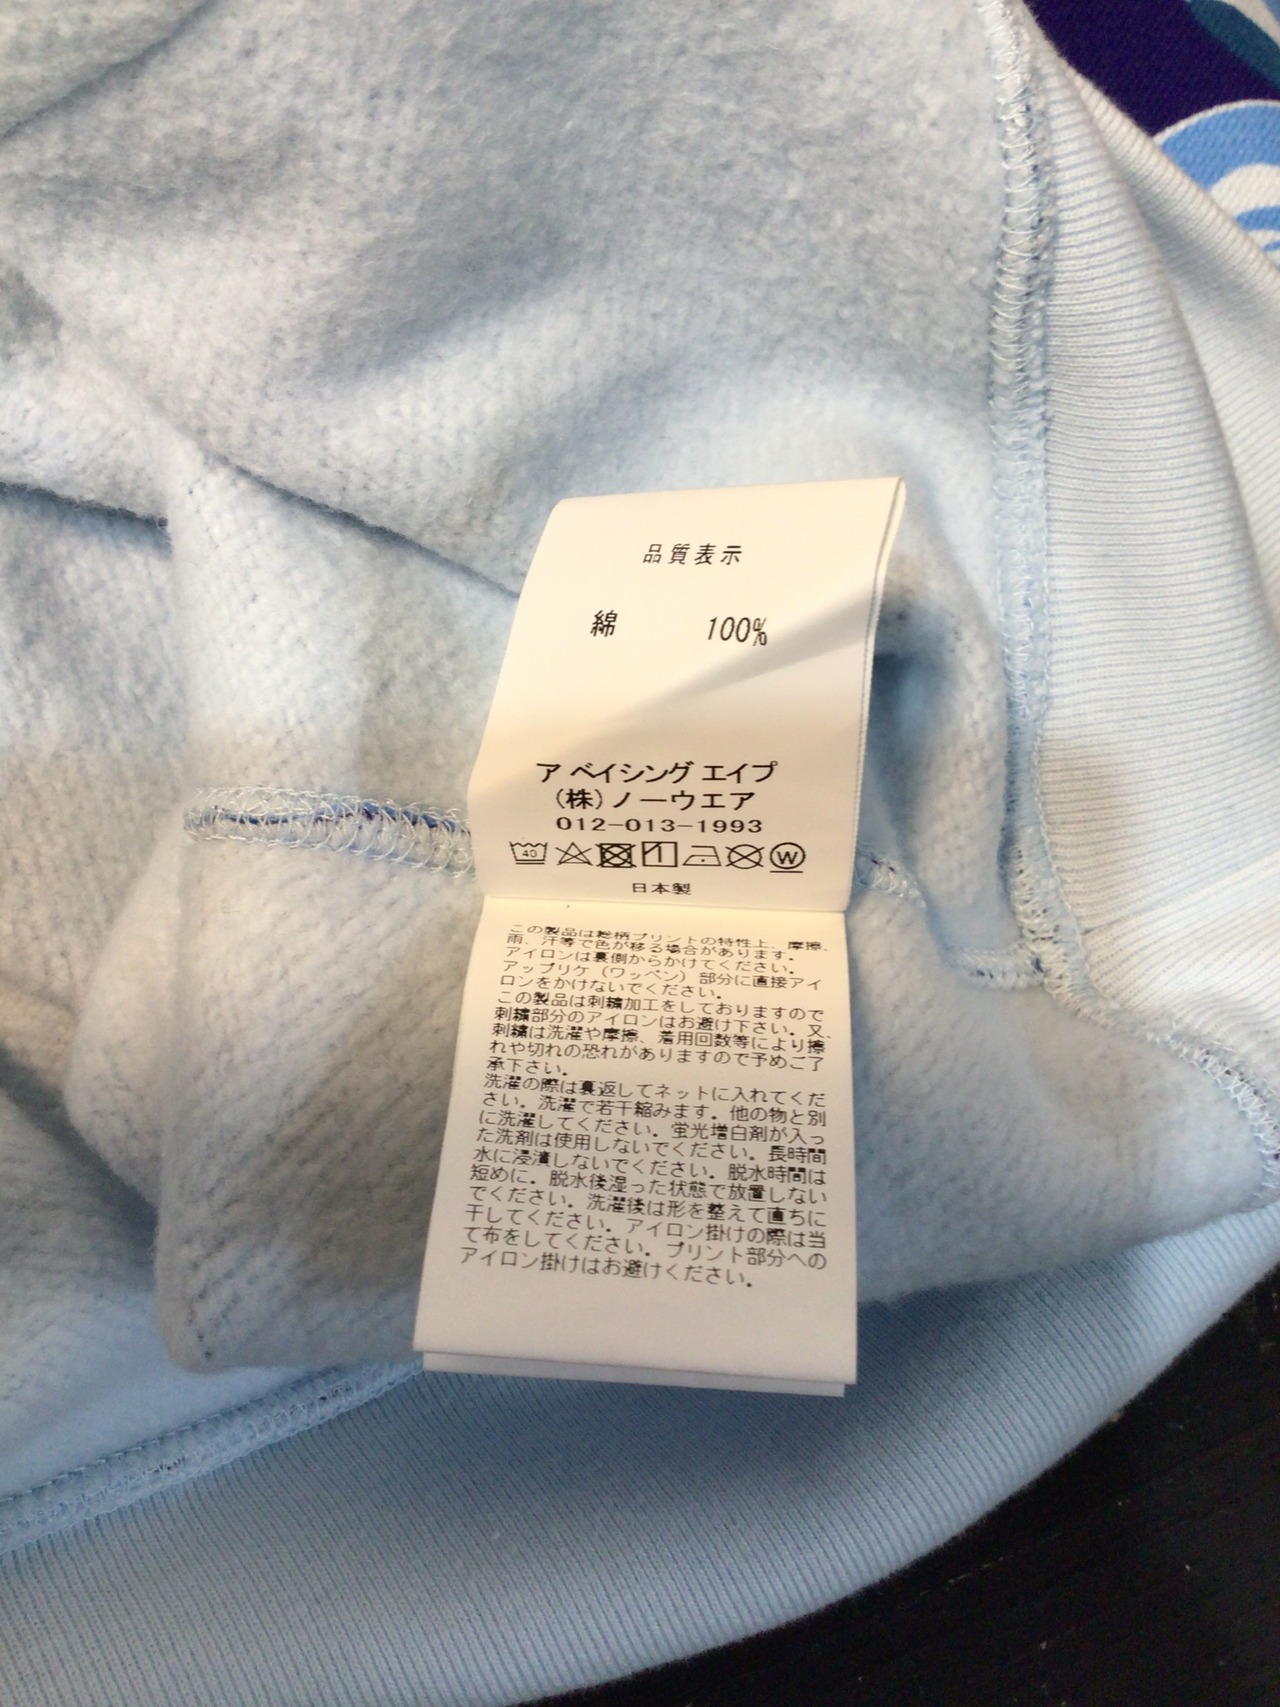 品質表示
綿 100%
ア ベイシング エイプ
(株)ノーウエア
012-013-1993
40
W
日本製
この製品は総柄プリントの特性上、摩擦、
雨、汗等で色が移る場合があります。
アイロンは裏側からかけてください。
アップリケ(ワッペン)部分に直接アイ
ロンをかけないでください。
この製品は刺繍加工をしておりますので
刺繍部分のアイロンはお避け下さい。又、
刺繍は洗濯や摩擦、着用回数等により擦
れや切れの恐れがありますので予めご了
承下さい。
洗濯の際は裏返してネットに入れてくだ
さい。洗濯で若干縮みます。他の物と別
に洗濯してください。蛍光増白剤が入っ
た洗剤は使用しないでください。長時間
水に浸漬しないでください。脱水時間は
短めに。脱水後湿った状態で放置しない
でください。洗濯後は形を整えて直ちに
干してください。アイロン掛けの際は当
て布をしてください。プリント部分への
アイロン掛けはお避けください。